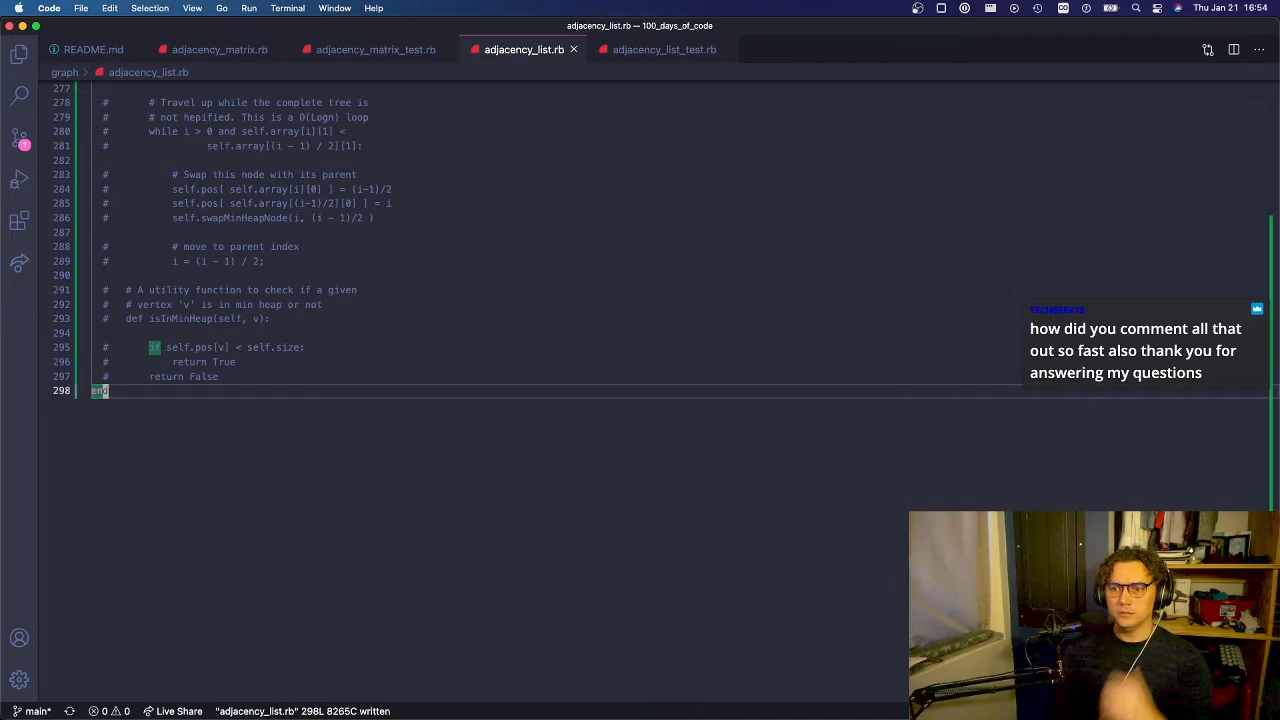 Code File Edit Selection View Go Run Terminal Window Help Thu Jan 21 16:54
adjacency_list.rb — 100_days_of_code
README.md adjacency_matrix.rb adjacency_matrix_test.rb adjacency_list.rb adjacency_list_test.rb
graph adjacency_list.rb
277
278 # # Travel up while the complete tree is
279 # # not hepified. This is a O(Logn) loop
280 # while i > 0 and self.array[i][1] <
281 # self.array[(i - 1) / 2][1]:
282
283 # # Swap this node with its parent
284 # self.pos[ self.array[i][0] ] = (i-1)/2
285 # self.pos[ self.array[(i-1)/2][0] ] = i
286 # self.swapMinHeapNode(i, (i - 1)/2 )
287
288 # # move to parent index
289 # i = (i - 1) / 2;
290
291 # # A utility function to check if a given
292 # # vertex 'v' is in min heap or not
293 # def isInMinHeap(self, v):
294
295 # if self.pos[v] < self.size:
296 # return True
297 # return False
298 end
TECHGEEK19
how did you comment all that
out so fast also thank you for
answering my questions
1
main* 0 0 Live Share "adjacency_list.rb" 298L 8265C written